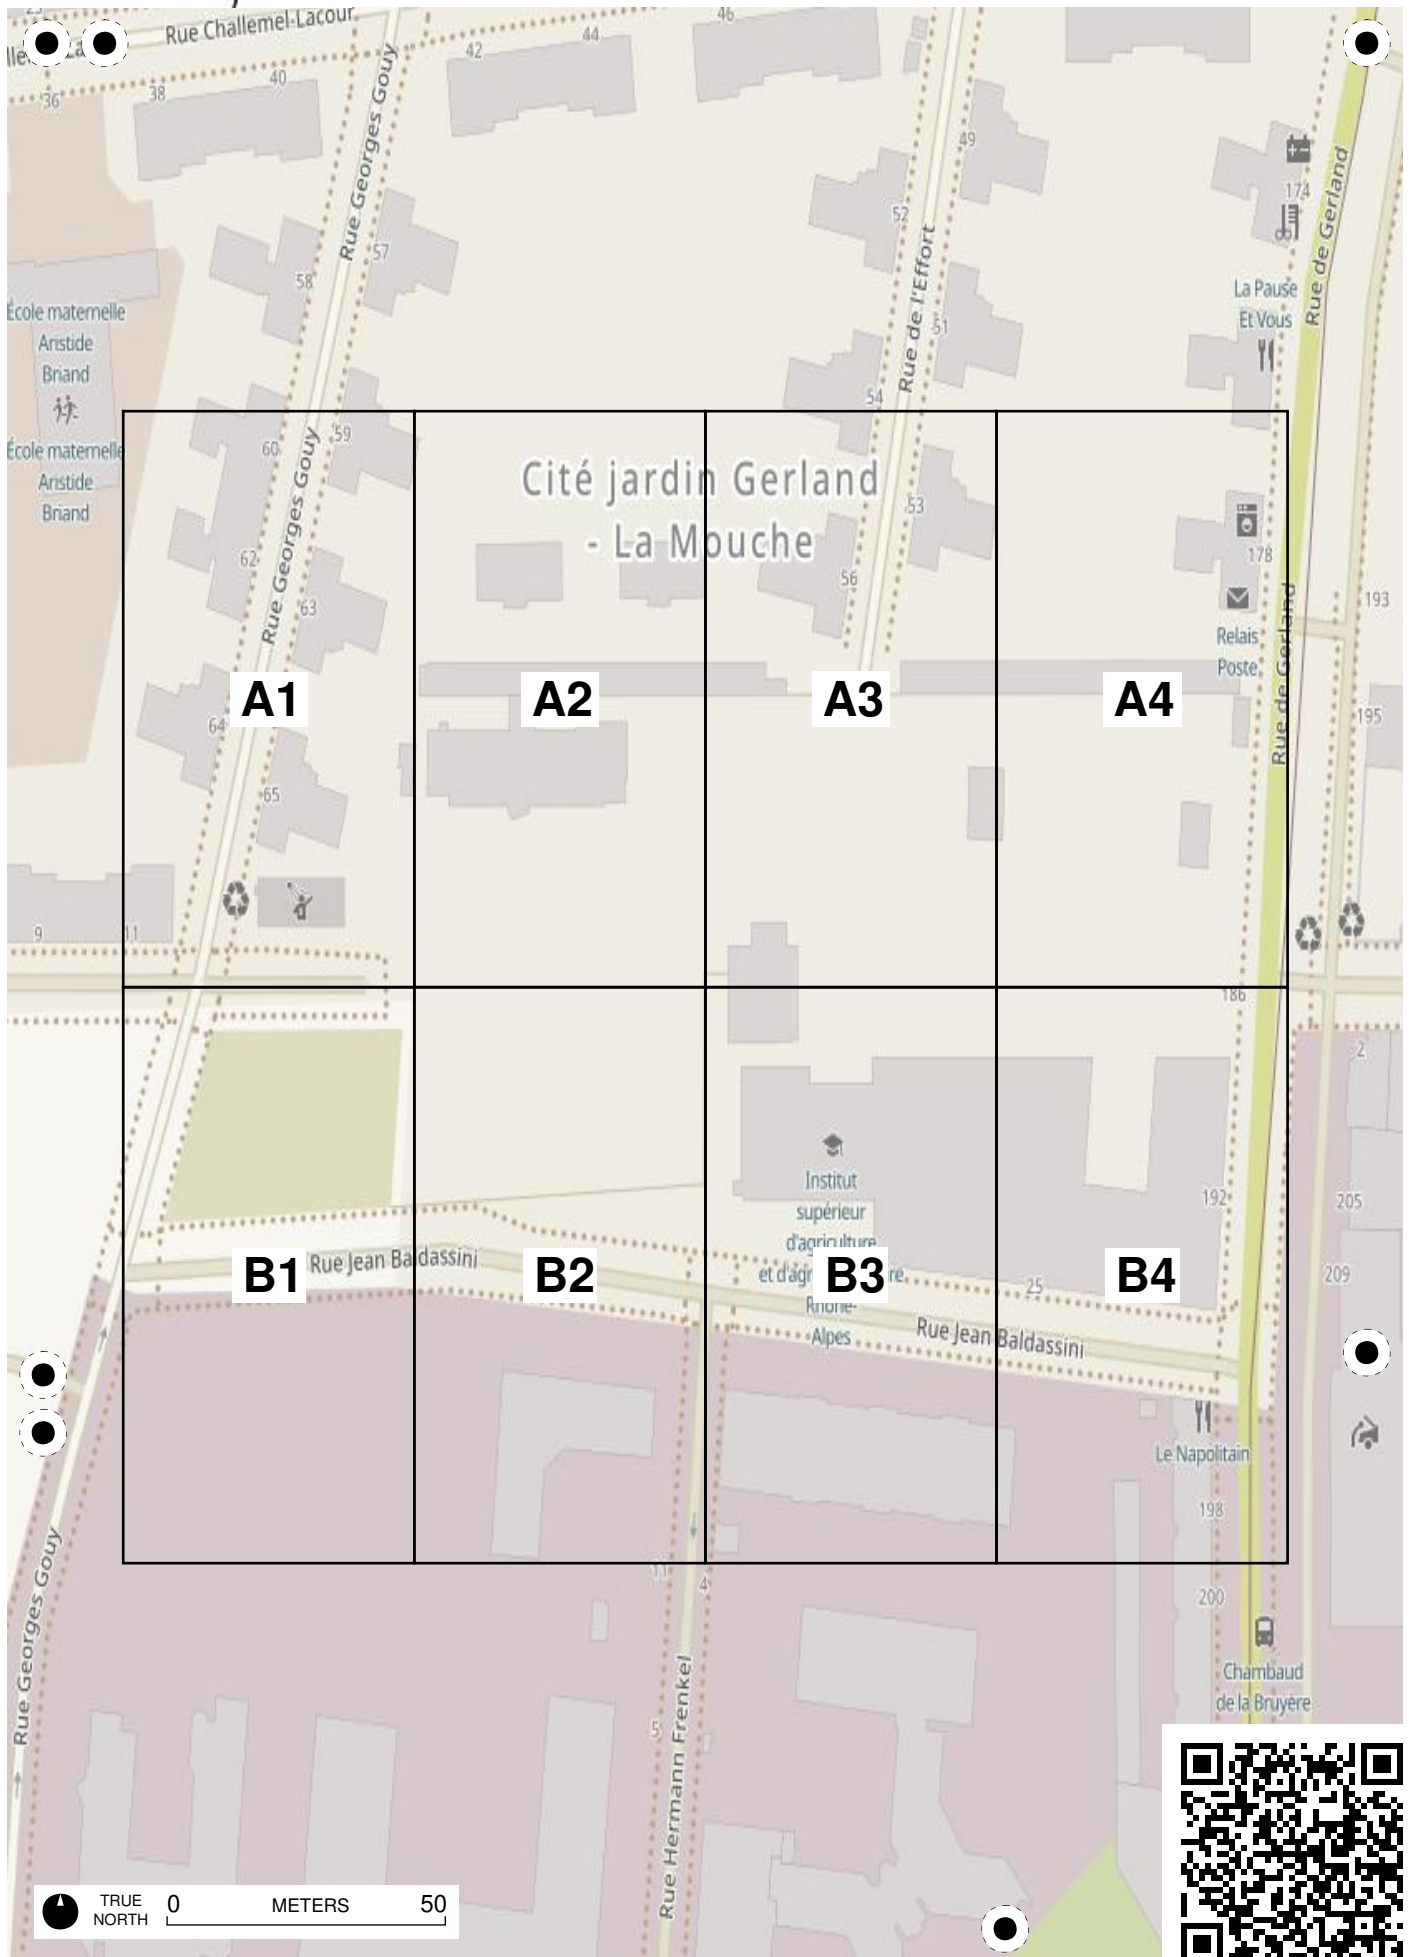 Rue Challemel-Lacour
46
44
42
40
38
36
Rue Georges Gouy
49
174
52
57
58
Rue de Gerland
Rue de l'Effort
51
La Pause
Et Vous
École maternelle
Aristide
Briand
54
59
60
École maternelle
Aristide
Briand
Rue Georges Gouy
Cité jardin Gerland
- La Mouche
53
178
62
56
63
193
Relais
Poste
Rue de Gerland
A1
A2
A3
A4
64
195
65
9
11
186
2
Institut
supérieur
d'agriculture
et d'agr
re
Rhône-
Alpes
192
205
Rue Jean Baldassini
B1
B2
B3
B4
25
209
Rue Jean Baldassini
Le Napolitain
198
11
4
200
Rue Georges Gouy
Chambaud
de la Bruyère
5
Rue Hermann Frenkel
TRUE
NORTH
0
METERS
50